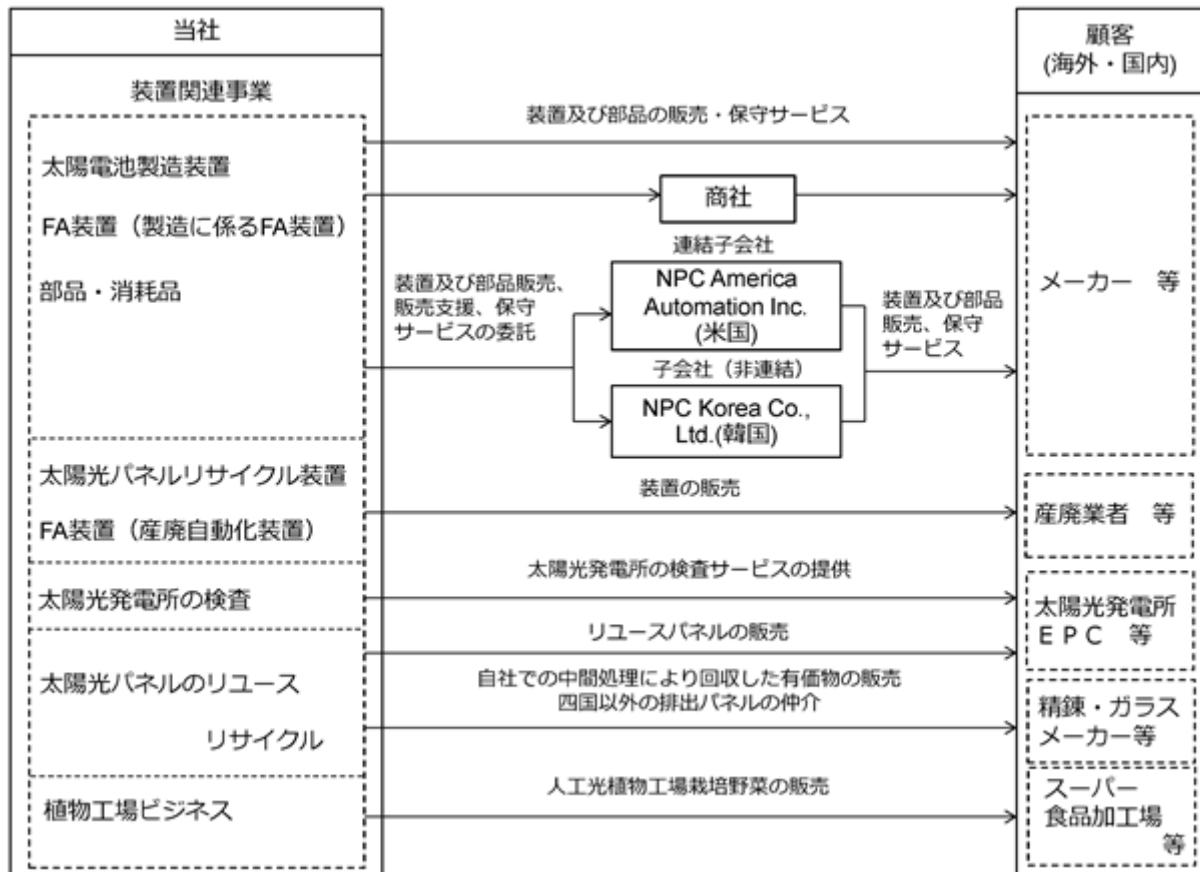 当社
顧客
(海外・国内)
装置関連事業
装置及び部品の販売・保守サービス
太陽電池製造装置
商社
FA装置（製造に係るFA装置）
連結子会社
部品・消耗品
装置及び部品販売、
販売支援、保守
サービスの委託
NPC America
Automation Inc.
(米国)
装置及び部品
販売、保守
サービス
メーカー　等
子会社（非連結）
NPC Korea Co.,
Ltd.(韓国)
太陽光パネルリサイクル装置
装置の販売
FA装置（産廃自動化装置）
産廃業者　等
太陽光発電所の検査サービスの提供
太陽光発電所の検査
太陽光発電所
ＥＰＣ　等
リユースパネルの販売
太陽光パネルのリユース
自社での中間処理により回収した有価物の販売
四国以外の排出パネルの仲介
リサイクル
精錬・ガラス
メーカー等
人工光植物工場栽培野菜の販売
植物工場ビジネス
スーパー
食品加工場
等